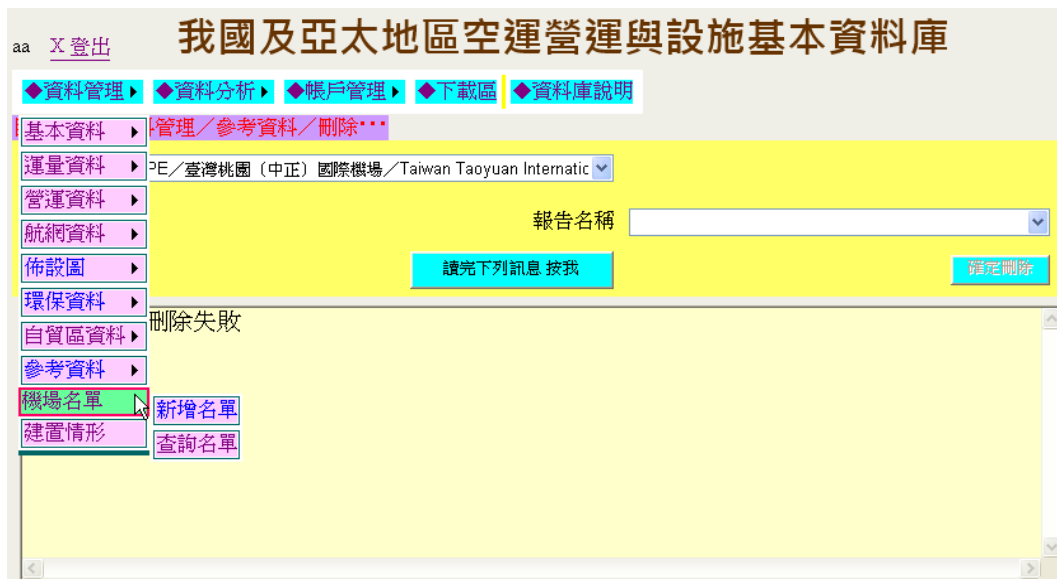 aa X 登出 我國及亞太地區空運營運與設施基本資料庫
◆資料管理 ◆資料分析 ◆帳戶管理 ◆下載區 ◆資料庫說明
管理／參考資料／刪除***
基本資料
運量資料
PE／臺灣桃園（中正）國際機場／Taiwan Taoyuan Internatic
營運資料
報告名稱
航網資料
佈設圖
讀完下列訊息 按我 確定刪除
環保資料
刪除失敗
自貿區資料
參考資料
機場名單
新增名單
建置情形
查詢名單